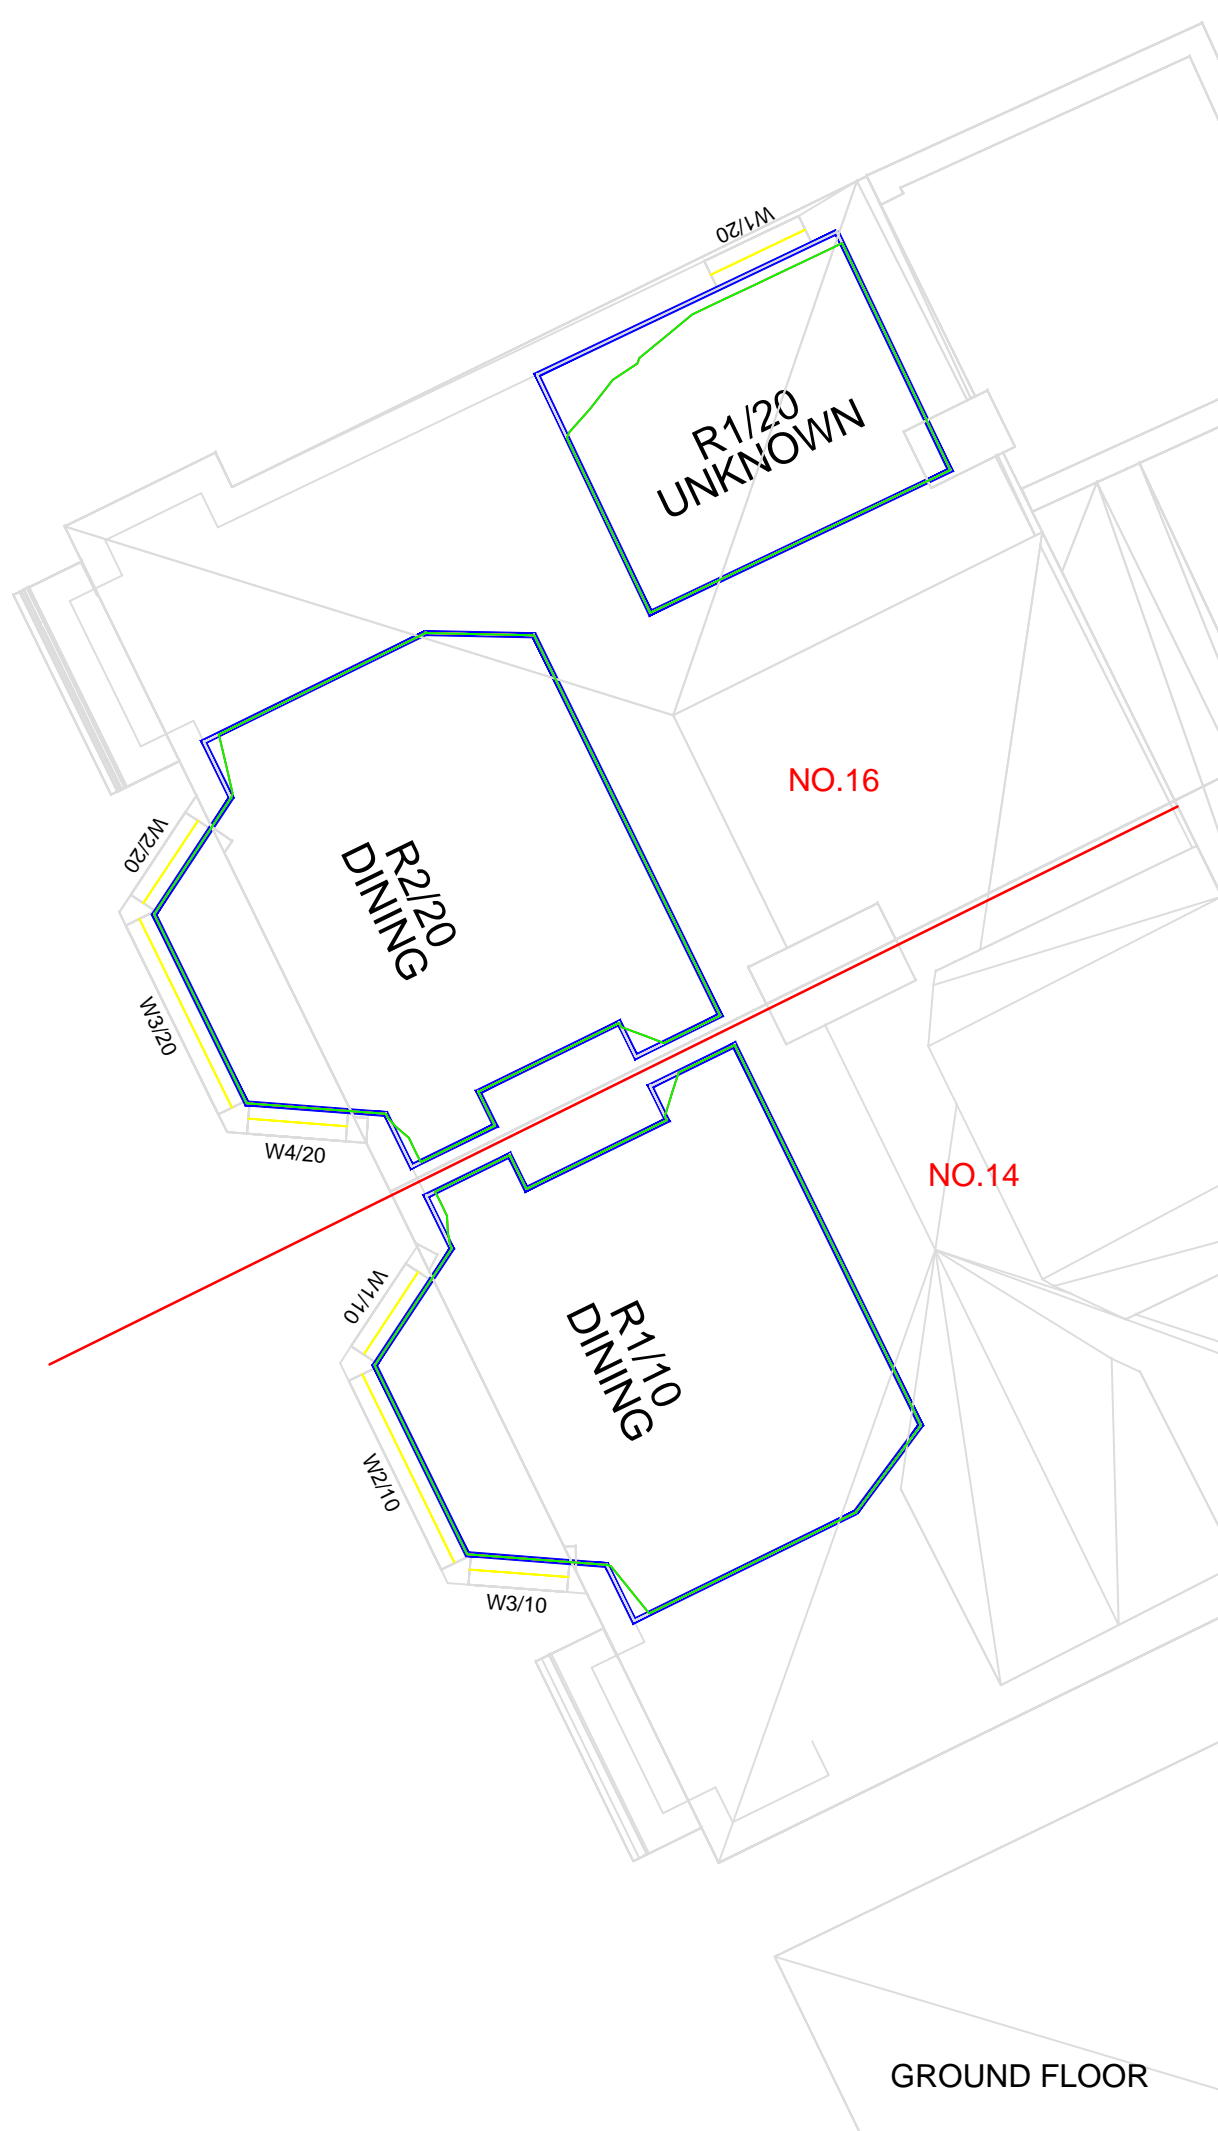 W1/20
R1/20
UNKNOWN
NO.16
W2/20
R2/20
DINING
W3/20
W4/20
NO.14
W1/10
R1/10
DINING
W2/10
W3/10
GROUND FLOOR